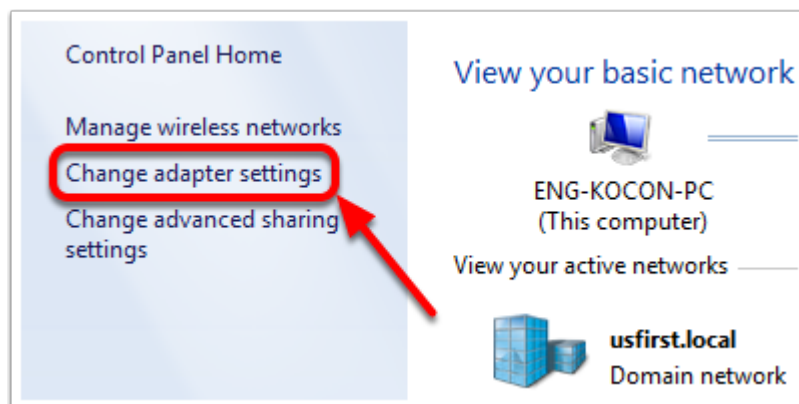 Control Panel Home
Manage wireless networks
Change adapter settings
Change advanced sharing
settings
View your basic network
ENG-KOCON-PC
(This computer)
View your active networks
usfirst.local
Domain network